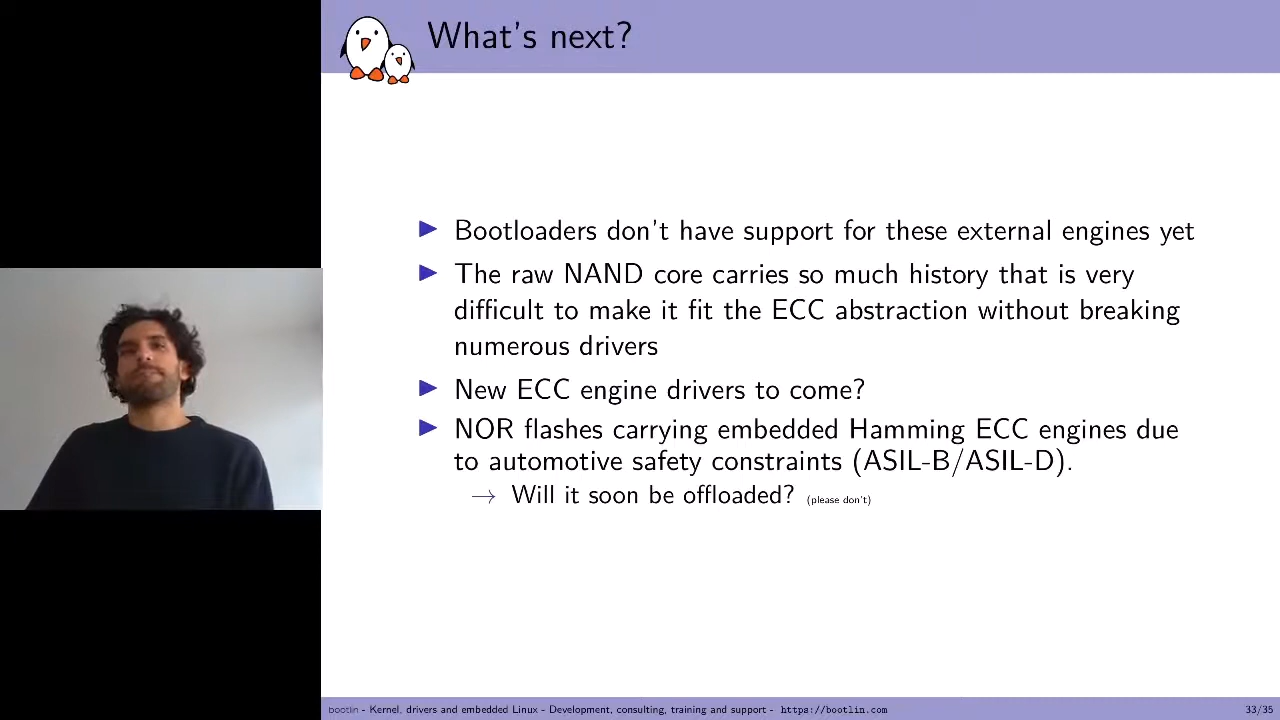 What's next?
▶ Bootloaders don't have support for these external engines yet
▶ The raw NAND core carries so much history that is very
difficult to make it fit the ECC abstraction without breaking
numerous drivers
▶ New ECC engine drivers to come?
▶ NOR flashes carrying embedded Hamming ECC engines due
to automotive safety constraints (ASIL-B/ASIL-D).
→ Will it soon be offloaded? (please don't)
bootlin - Kernel, drivers and embedded Linux - Development, consulting, training and support - https://bootlin.com 33/35